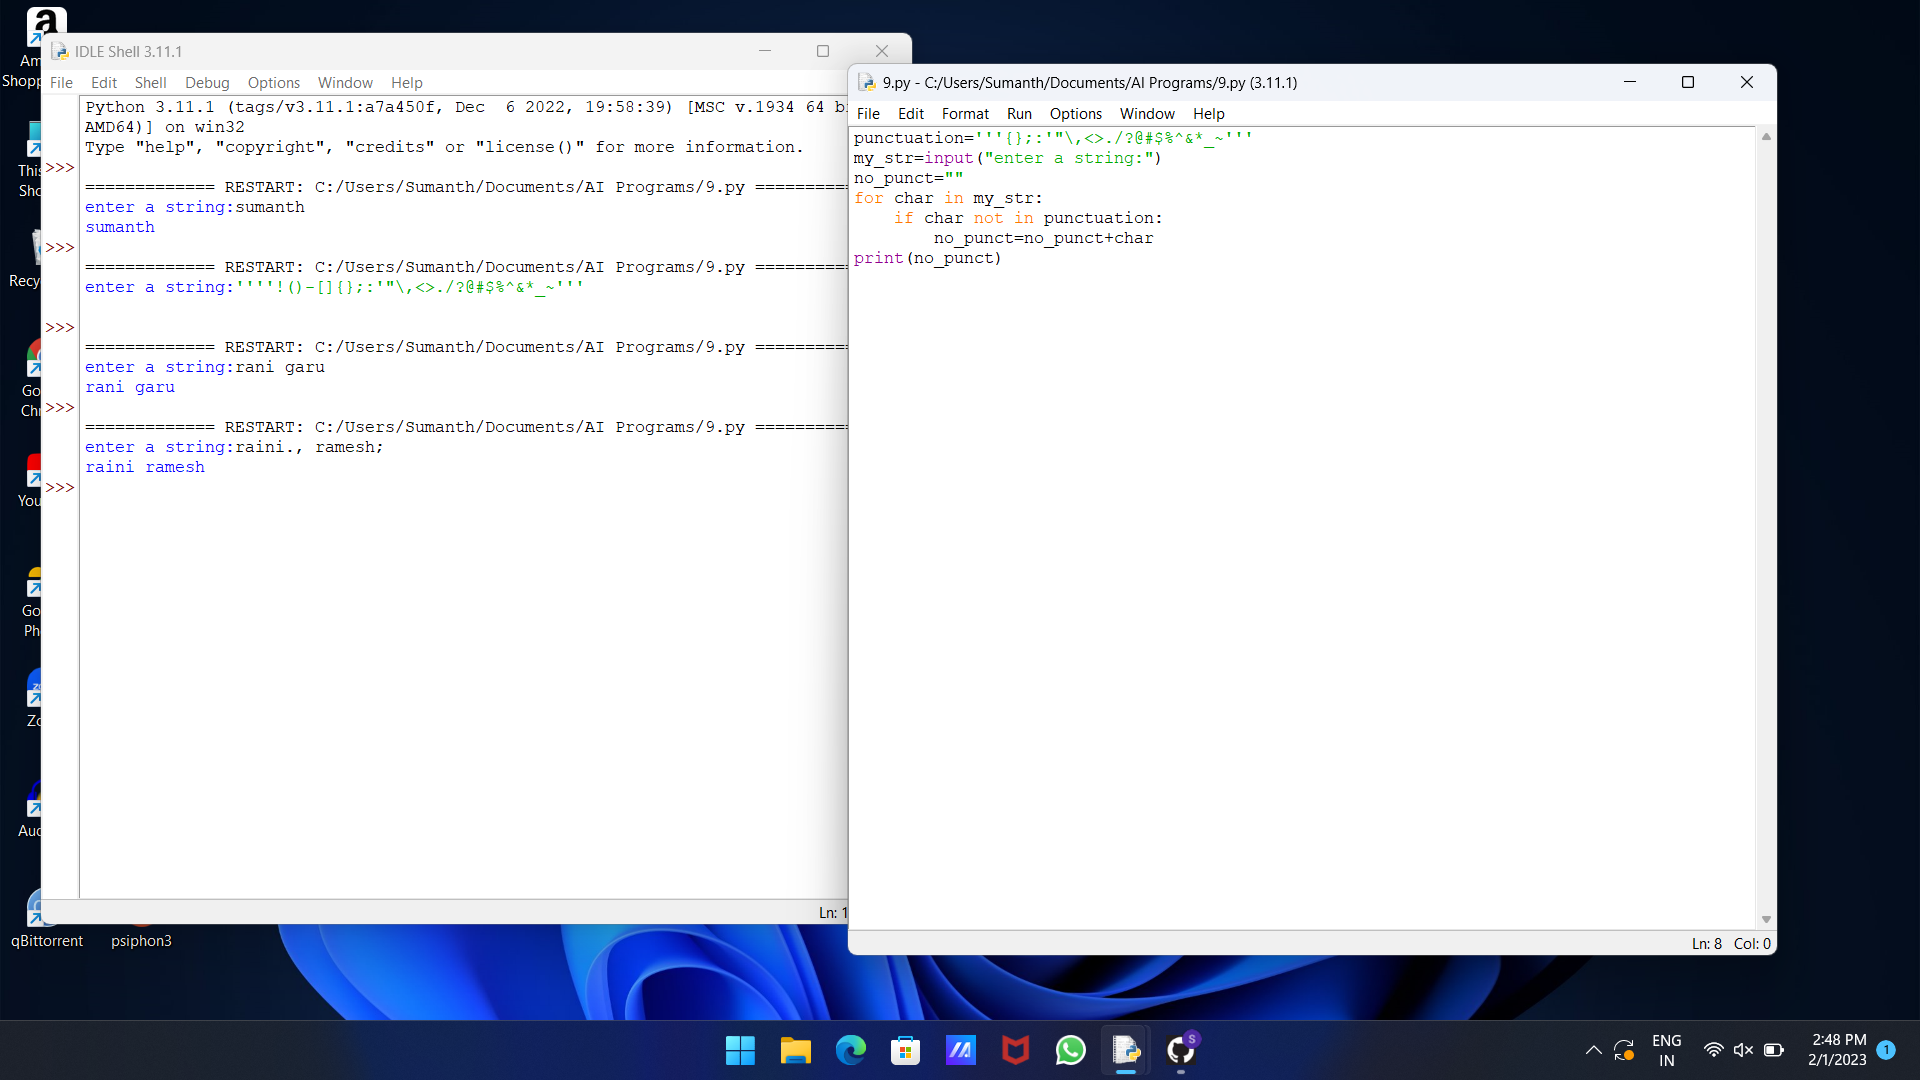 Am
Shopp
This
Sho
Recy
Go
Chr
You
Go
Ph
Zo
Aud
qBittorrent
psiphon3
IDLE Shell 3.11.1
File Edit Shell Debug Options Window Help
Python 3.11.1 (tags/v3.11.1:a7a450f, Dec  6 2022, 19:58:39) [MSC v.1934 64 bi
AMD64)] on win32
Type "help", "copyright", "credits" or "license()" for more information.
>>>
============= RESTART: C:/Users/Sumanth/Documents/AI Programs/9.py ==========
enter a string:sumanth
sumanth
>>>
============= RESTART: C:/Users/Sumanth/Documents/AI Programs/9.py ==========
enter a string:''''!()-[]{};:'"\,<>./?@#$%^&*_~'''
>>>
============= RESTART: C:/Users/Sumanth/Documents/AI Programs/9.py ==========
enter a string:rani garu
rani garu
>>>
============= RESTART: C:/Users/Sumanth/Documents/AI Programs/9.py ==========
enter a string:raini., ramesh;
raini ramesh
>>>
Ln: 1
9.py - C:/Users/Sumanth/Documents/AI Programs/9.py (3.11.1)
File Edit Format Run Options Window Help
punctuation='''{};:'"\,<>./?@#$%^&*_~'''
my_str=input("enter a string:")
no_punct=""
for char in my_str:
    if char not in punctuation:
        no_punct=no_punct+char
print(no_punct)
Ln: 8 Col: 0
S
ENG
IN
2:48 PM
2/1/2023
1